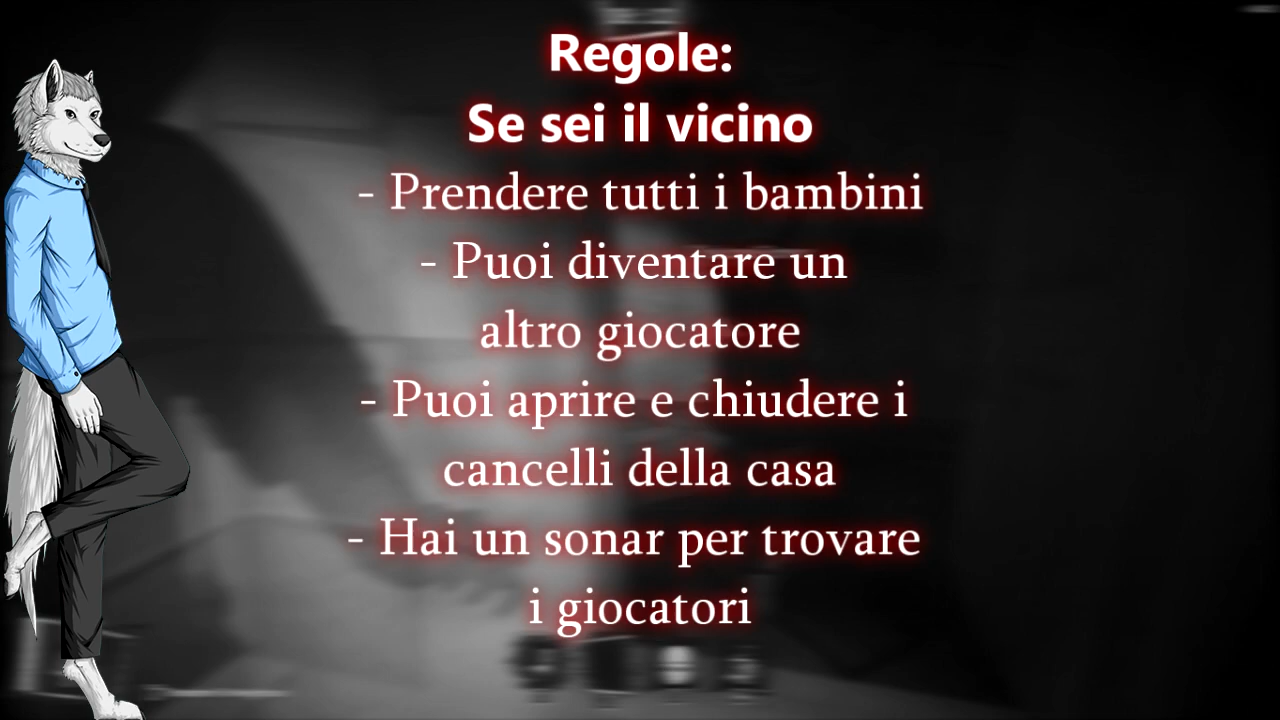 Regole:
Se sei il vicino
- Prendere tutti i bambini
- Puoi diventare un
altro giocatore
- Puoi aprire e chiudere i
cancelli della casa
- Hai un sonar per trovare
i giocatori